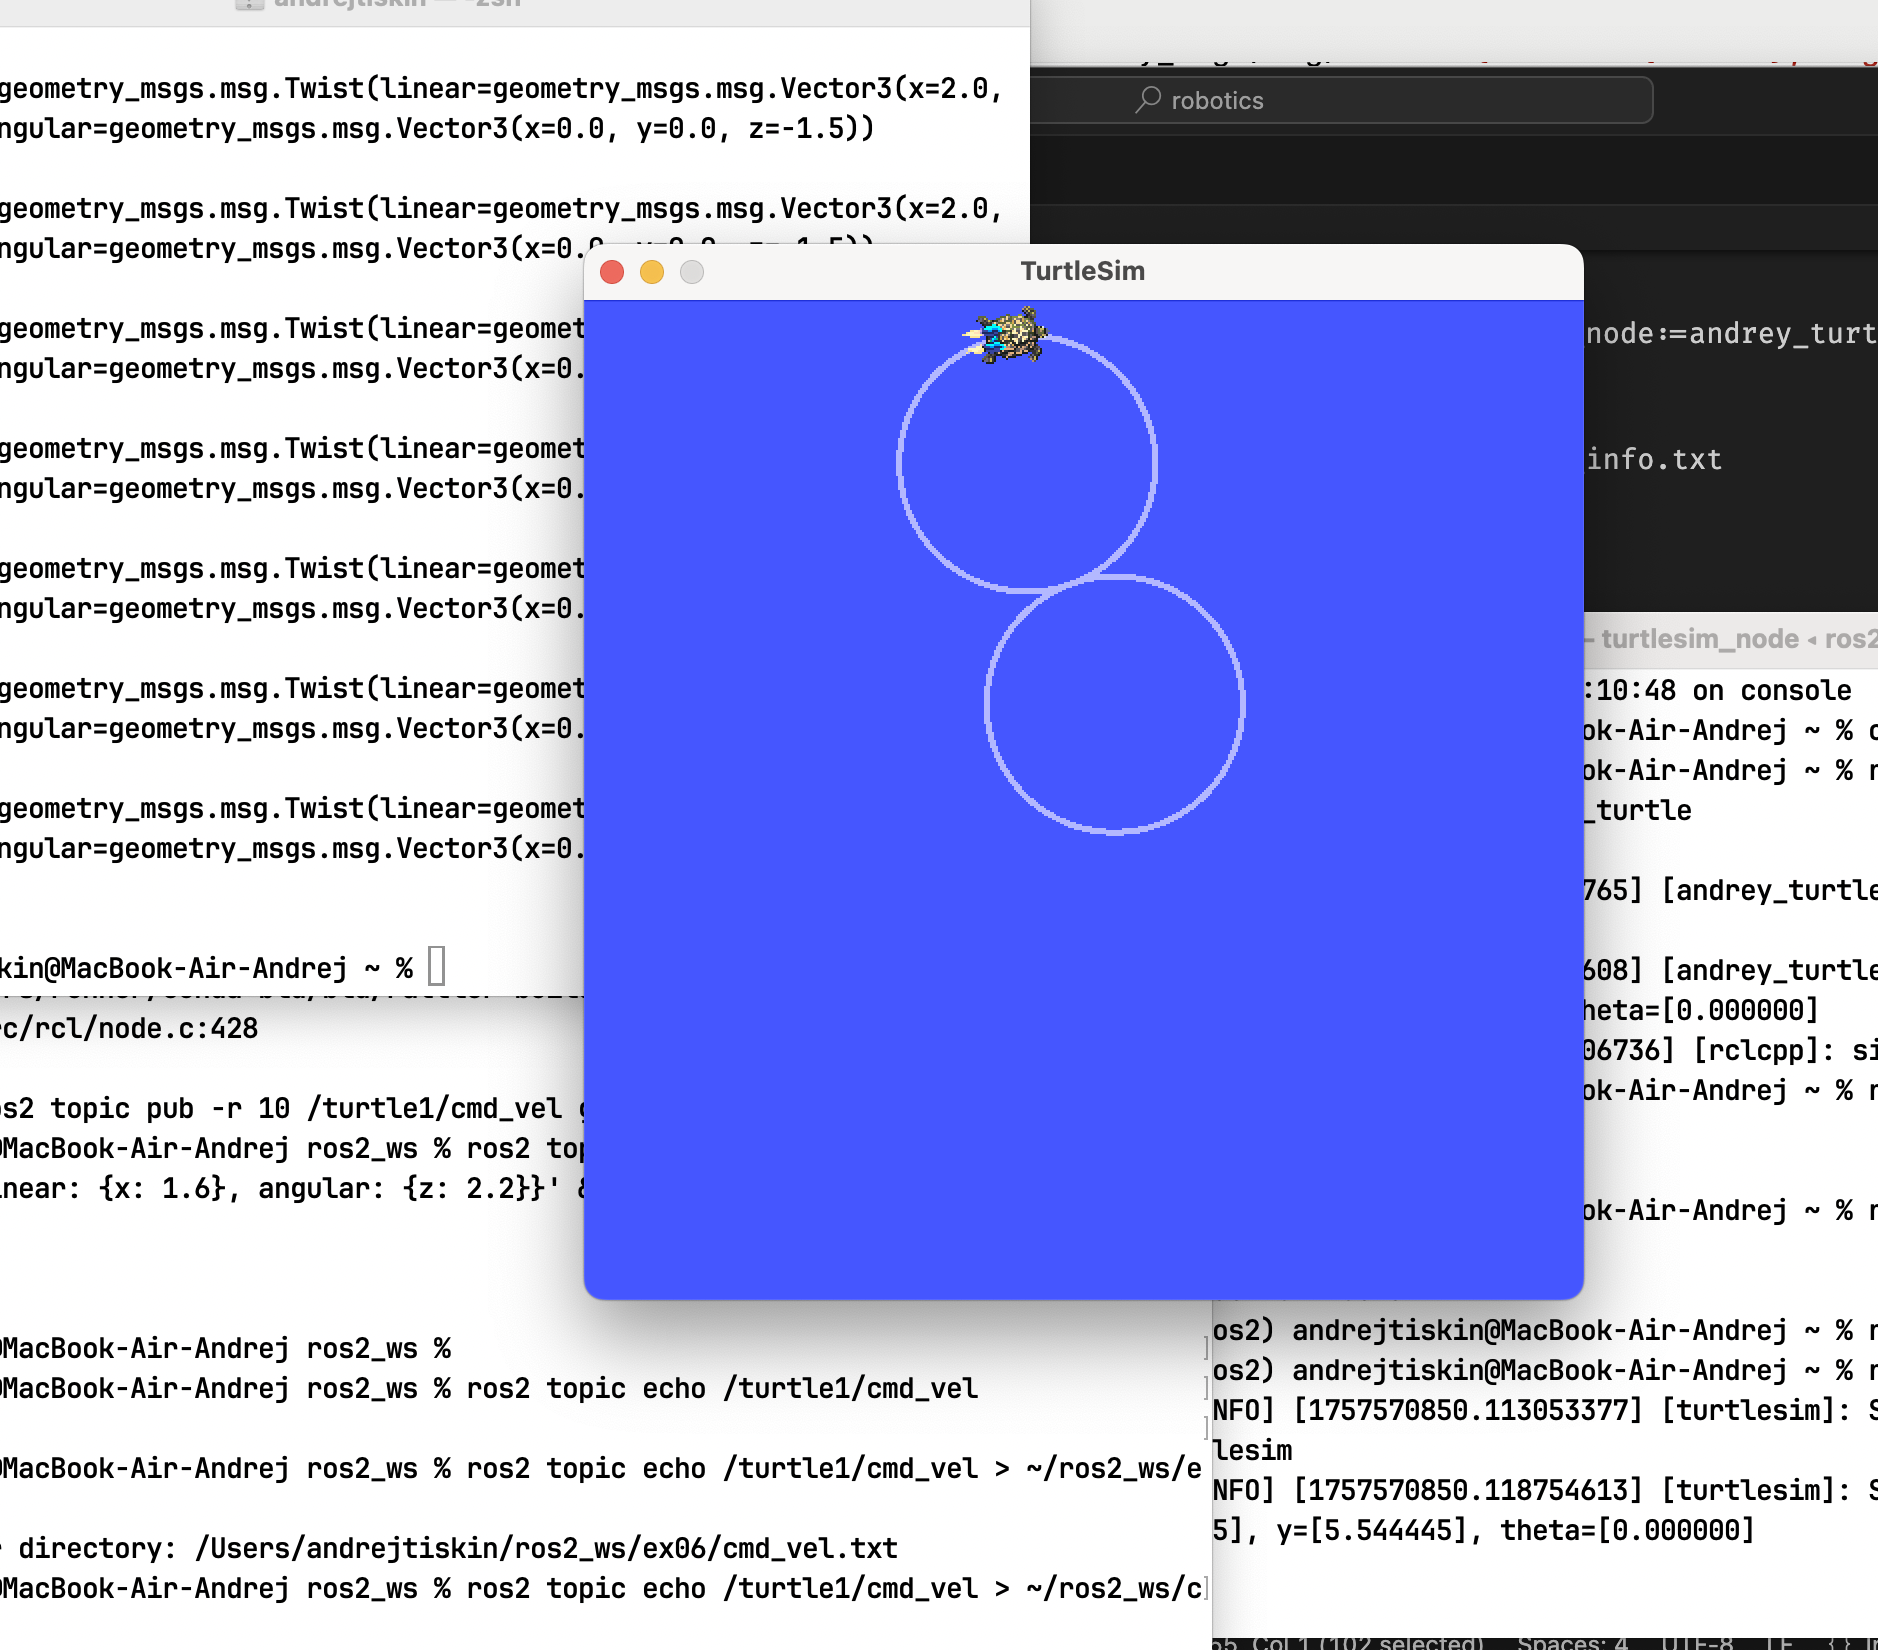 andrejtiskin — -zsh
geometry_msgs.msg.Twist(linear=geometry_msgs.msg.Vector3(x=2.0,
ngular=geometry_msgs.msg.Vector3(x=0.0, y=0.0, z=-1.5))
geometry_msgs.msg.Twist(linear=geometry_msgs.msg.Vector3(x=2.0,
ngular=geometry_msgs.msg.Vector3(x=0.0, y=0.0, z=-1.5))
geometry_msgs.msg.Twist(linear=geomet
ngular=geometry_msgs.msg.Vector3(x=0.
geometry_msgs.msg.Twist(linear=geomet
ngular=geometry_msgs.msg.Vector3(x=0.
geometry_msgs.msg.Twist(linear=geomet
ngular=geometry_msgs.msg.Vector3(x=0.
geometry_msgs.msg.Twist(linear=geomet
ngular=geometry_msgs.msg.Vector3(x=0.
geometry_msgs.msg.Twist(linear=geomet
ngular=geometry_msgs.msg.Vector3(x=0.
kin@MacBook-Air-Andrej ~ %
rc/rcl/node.c:428
os2 topic pub -r 10 /turtle1/cmd_vel g
@MacBook-Air-Andrej ros2_ws % ros2 top
inear: {x: 1.6}, angular: {z: 2.2}}' &
@MacBook-Air-Andrej ros2_ws %
@MacBook-Air-Andrej ros2_ws % ros2 topic echo /turtle1/cmd_vel
@MacBook-Air-Andrej ros2_ws % ros2 topic echo /turtle1/cmd_vel > ~/ros2_ws/e
r directory: /Users/andrejtiskin/ros2_ws/ex06/cmd_vel.txt
@MacBook-Air-Andrej ros2_ws % ros2 topic echo /turtle1/cmd_vel > ~/ros2_ws/c
TurtleSim
robotics
node:=andrey_turt
info.txt
— turtlesim_node ◂ ros2
:10:48 on console
ok-Air-Andrej ~ % c
ok-Air-Andrej ~ % r
_turtle
765] [andrey_turtle
608] [andrey_turtle
heta=[0.000000]
06736] [rclcpp]: si
ok-Air-Andrej ~ % r
ok-Air-Andrej ~ % r
os2) andrejtiskin@MacBook-Air-Andrej ~ % r
os2) andrejtiskin@MacBook-Air-Andrej ~ % r
NFO] [1757570850.113053377] [turtlesim]: S
lesim
NFO] [1757570850.118754613] [turtlesim]: S
5], y=[5.544445], theta=[0.000000]
55, Col 1 (102 selected) Spaces: 4 UTF-8 LF {}